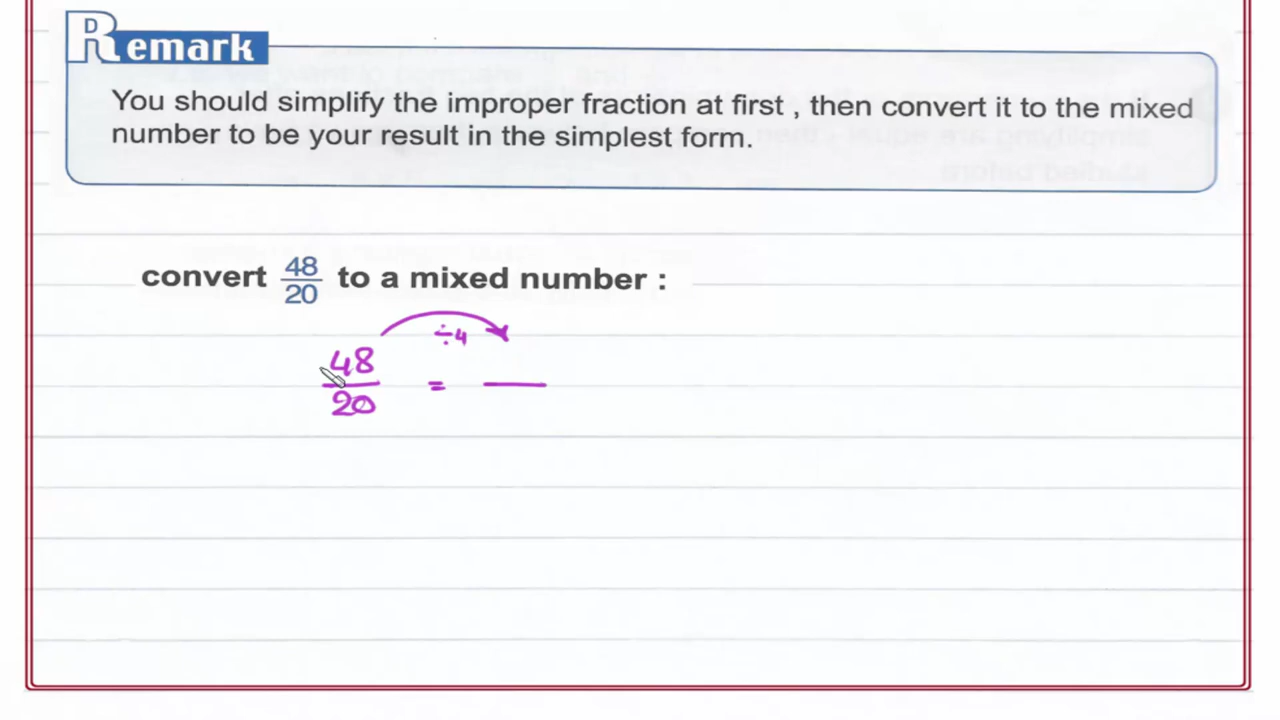 Remark
You should simplify the improper fraction at first , then convert it to the mixed
number to be your result in the simplest form.
convert 48/20 to a mixed number :
÷4
48/20 = __